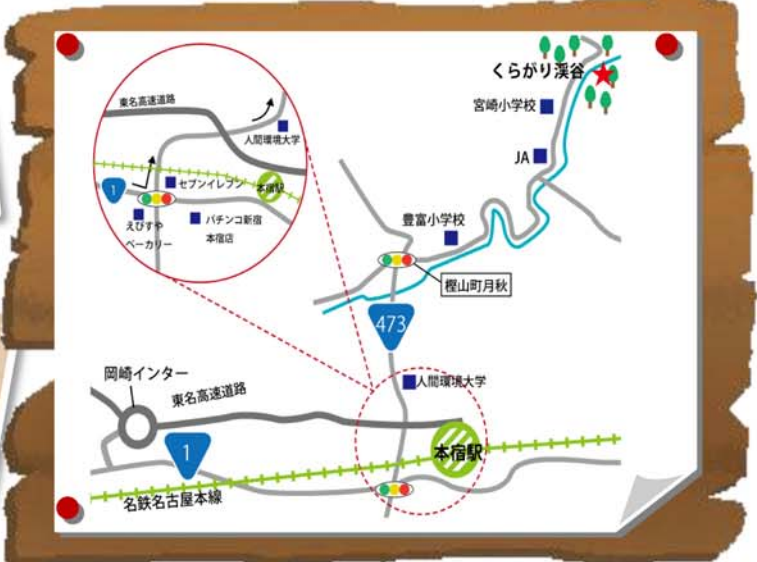 くらがり渓谷
宮崎小学校
JA
豊富小学校
樫山町月秋
473
人間環境大学
東名高速道路
人間環境大学
1
セブンイレブン
本宿駅
えびすや
ベーカリー
パチンコ新宿
本宿店
岡崎インター
東名高速道路
1
本宿駅
名鉄名古屋本線